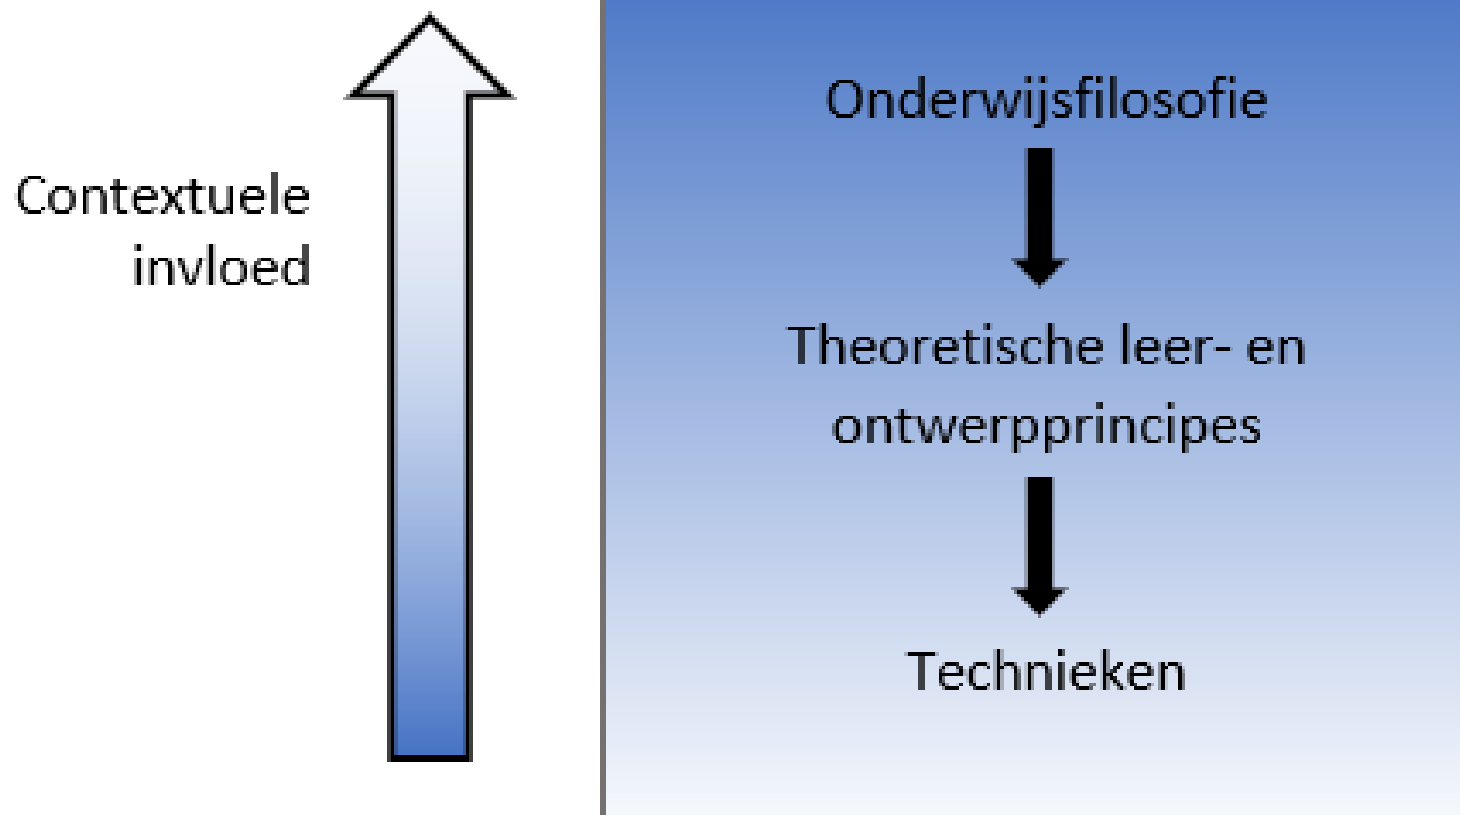 Contextuele
invloed
Onderwijsfilosofie
Theoretische leer- en
ontwerpprincipes
Technieken